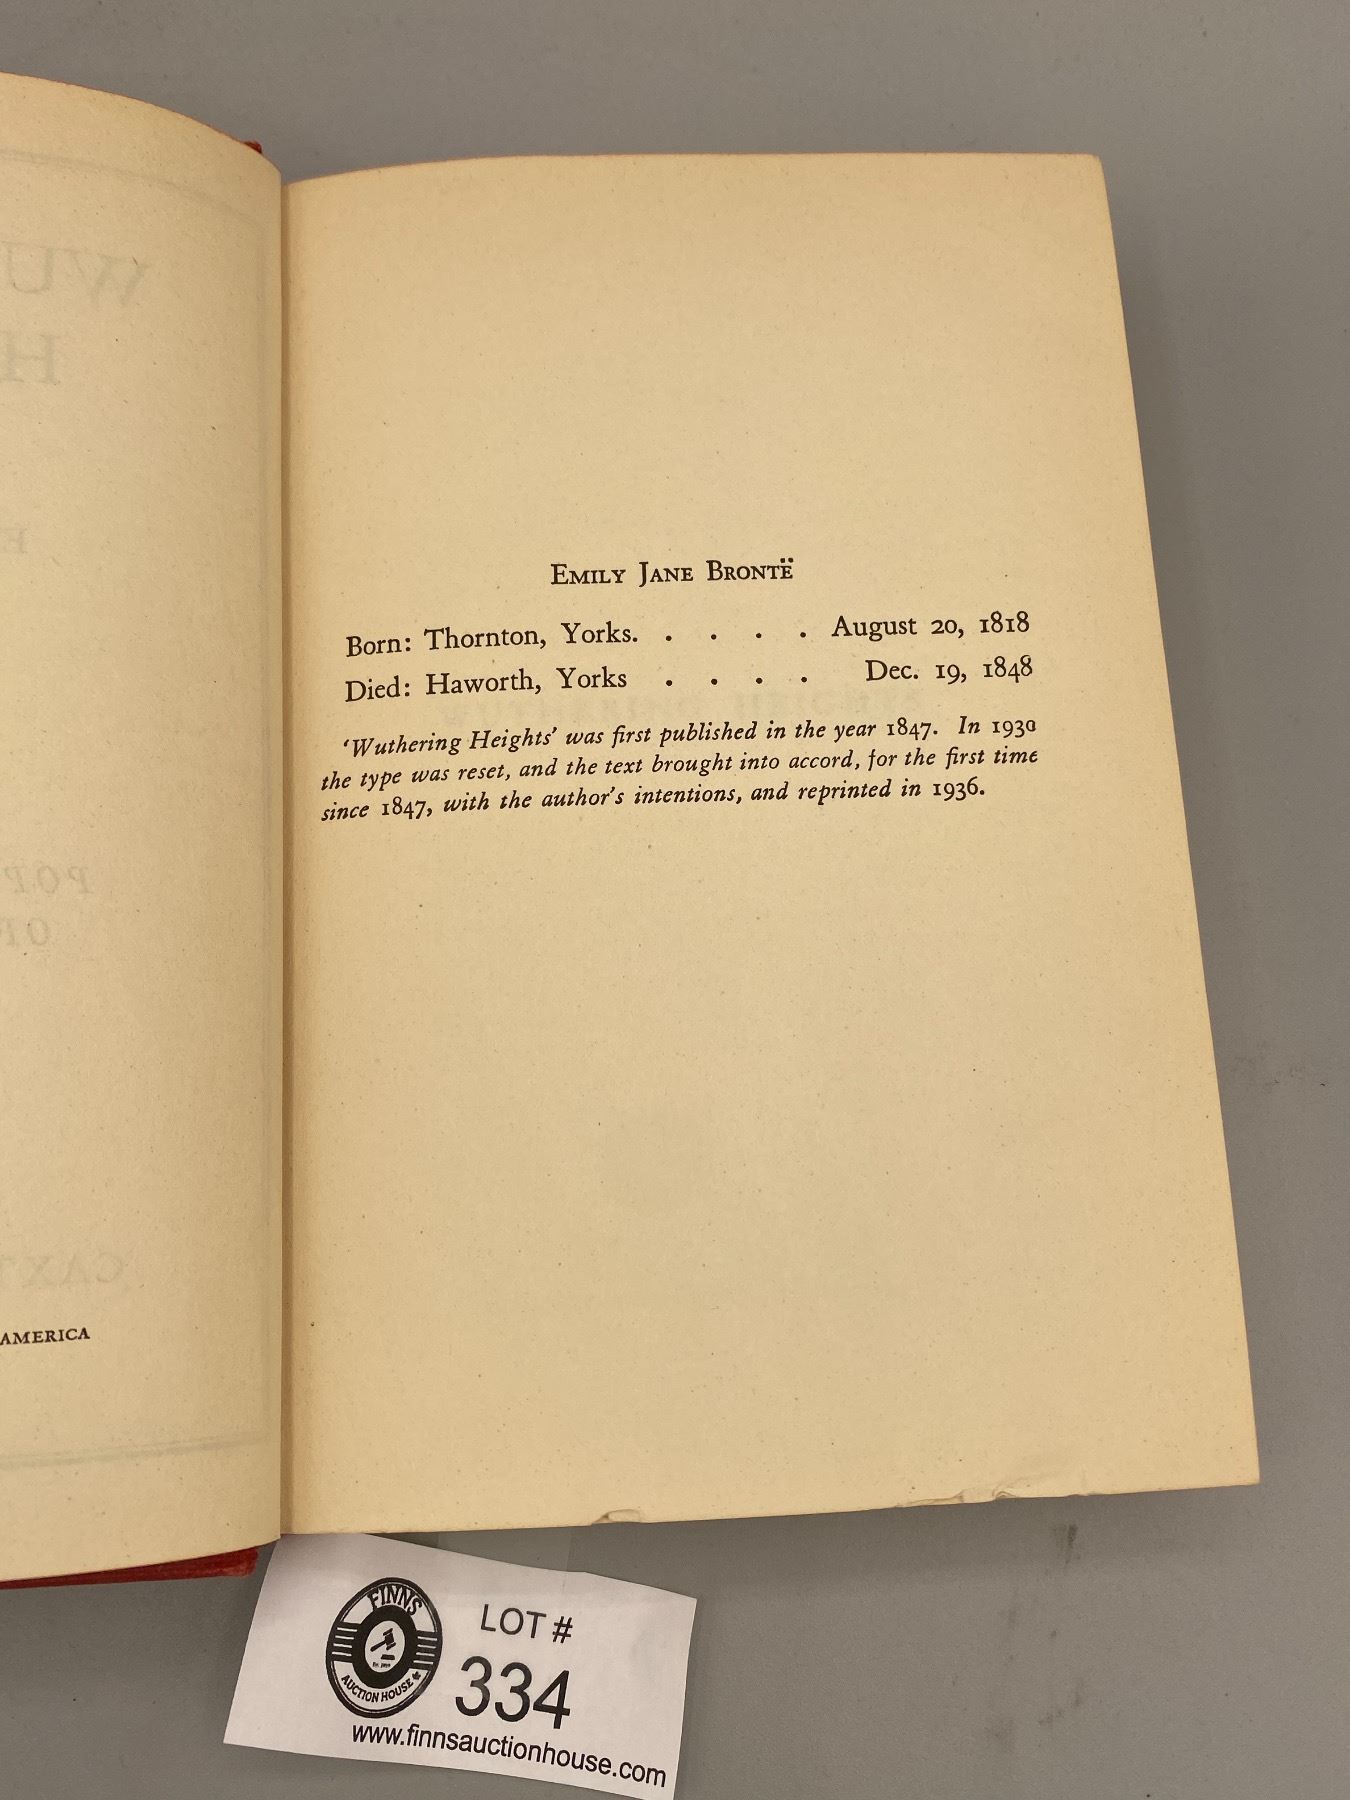 EMILY JANE BRONTË
Born: Thornton, Yorks. . . . . August 20, 1818
Died: Haworth, Yorks . . . . Dec. 19, 1848
'Wuthering Heights' was first published in the year 1847. In 1930
the type was reset, and the text brought into accord, for the first time
since 1847, with the author's intentions, and reprinted in 1936.
AMERICA
FINNS
AUCTION HOUSE
LOT #
334
www.finnsauctionhouse.com